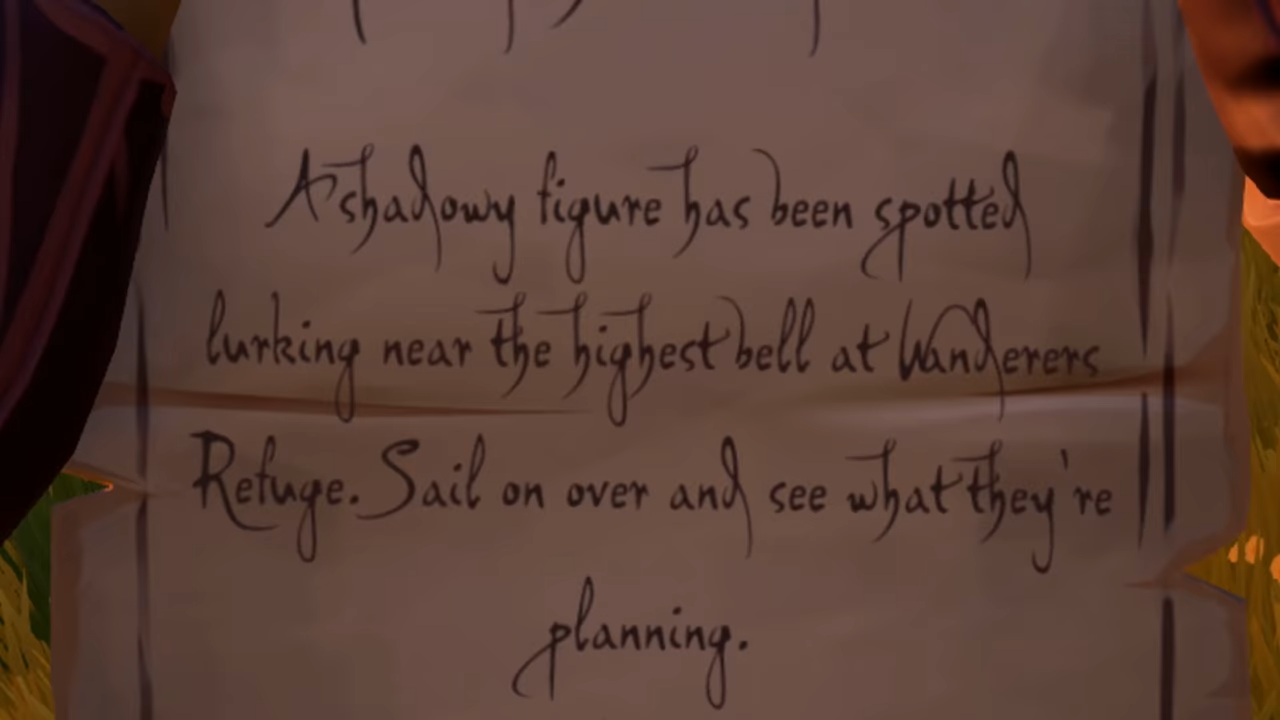 A shadowy figure has been spotted
lurking near the highest bell at Wanderers
Refuge. Sail on over and see what they're
planning.